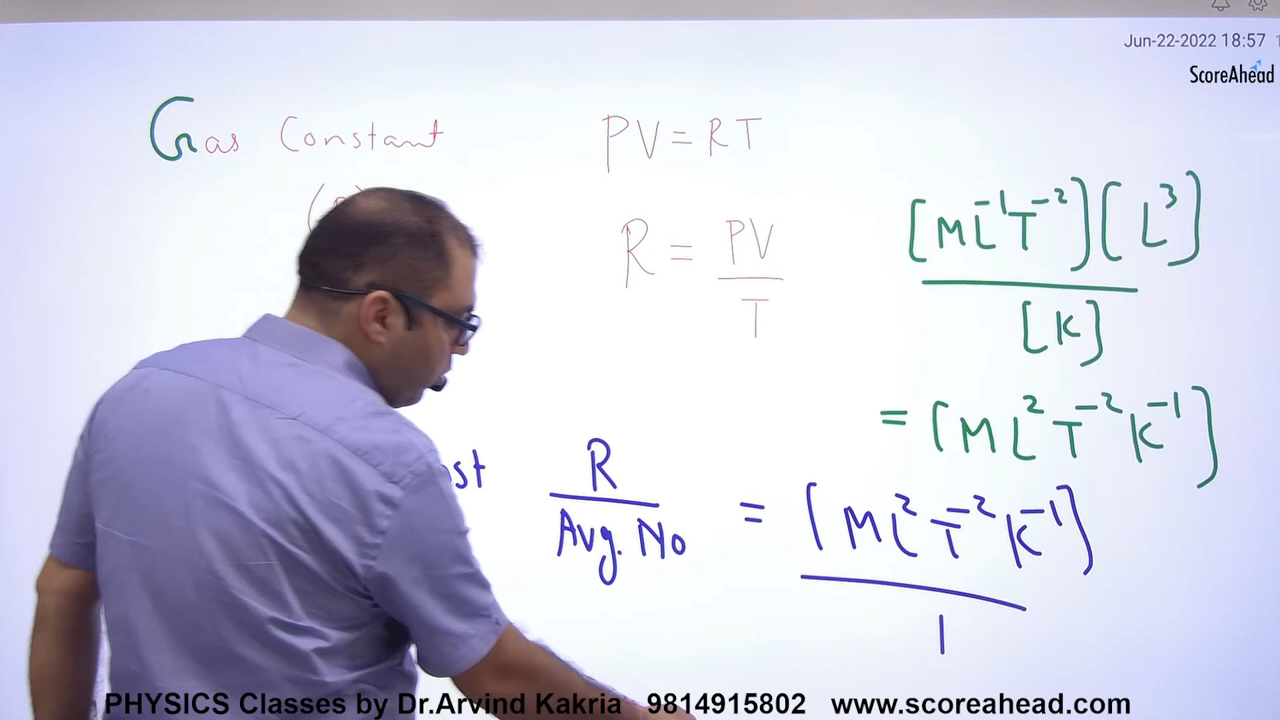 Jun-22-2022 18:57
ScoreAhead
Gas Constant
PV = RT
R = PV / T
[ML⁻¹T⁻²][L³] / [K]
= [ML²T⁻²K⁻¹]
R / Avg. No = [ML²T⁻²K⁻¹] / 1
PHYSICS Classes by Dr.Arvind Kakria 9814915802 www.scoreahead.com